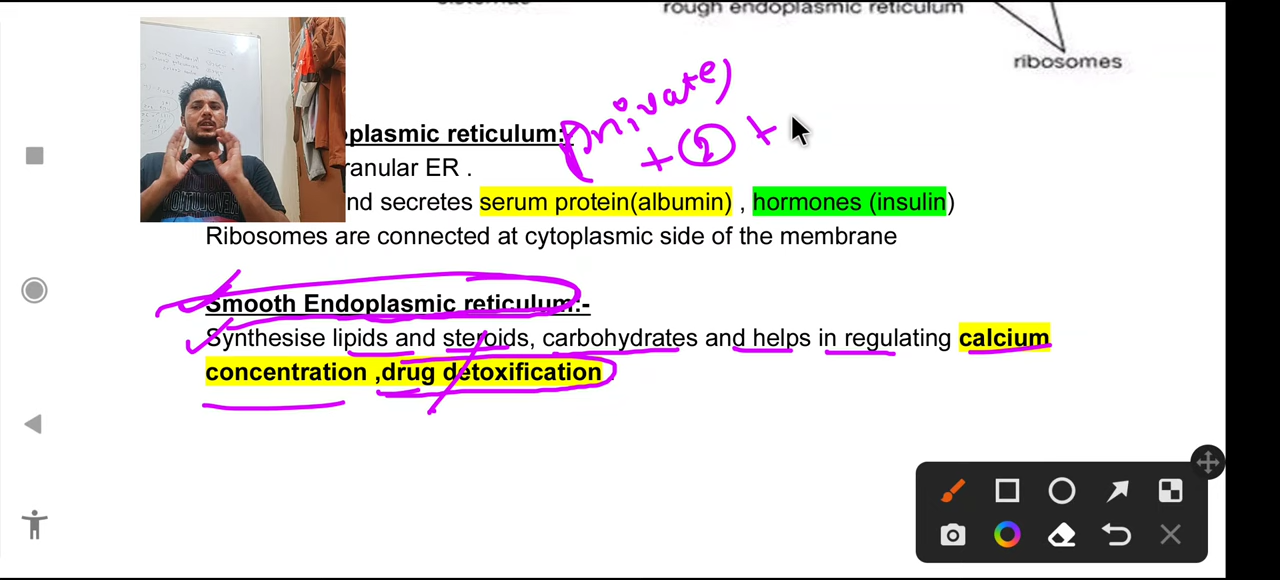 rough endoplasmic reticulum
ribosomes
private
+ ② +
oplasmic reticulum:-
ranular ER .
nd secretes serum protein(albumin) , hormones (insulin)
Ribosomes are connected at cytoplasmic side of the membrane
Smooth Endoplasmic reticulum:-
Synthesise lipids and steroids, carbohydrates and helps in regulating calcium
concentration ,drug detoxification